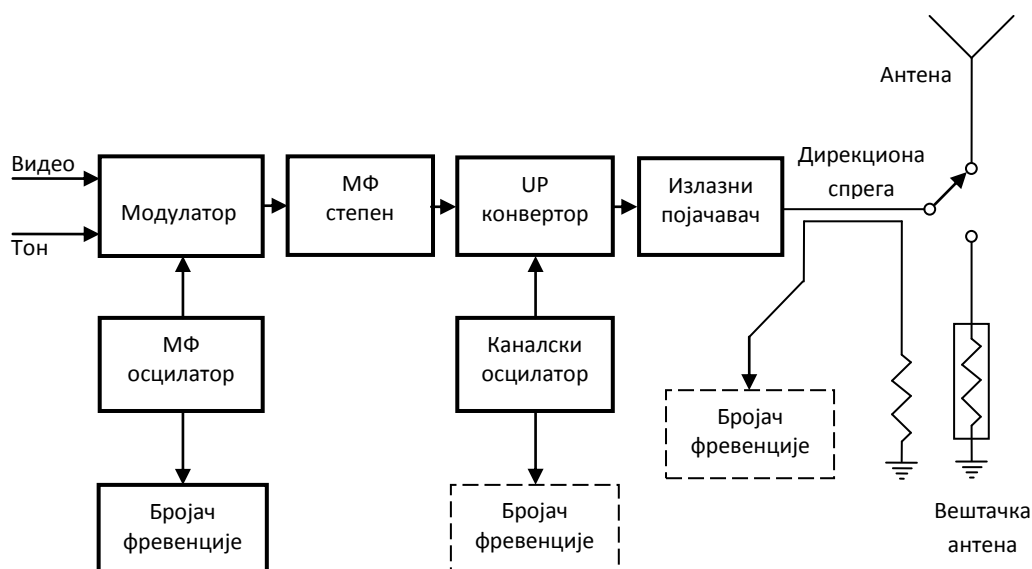 Антена
Видео
Модулатор
Тон
МФ
степен
UP
конвертор
Излазни
појачавач
Дирекциона
спрега
МФ
осцилатор
Каналски
осцилатор
Бројач
фревенције
Бројач
фревенције
Бројач
фревенције
Вештачка
антена